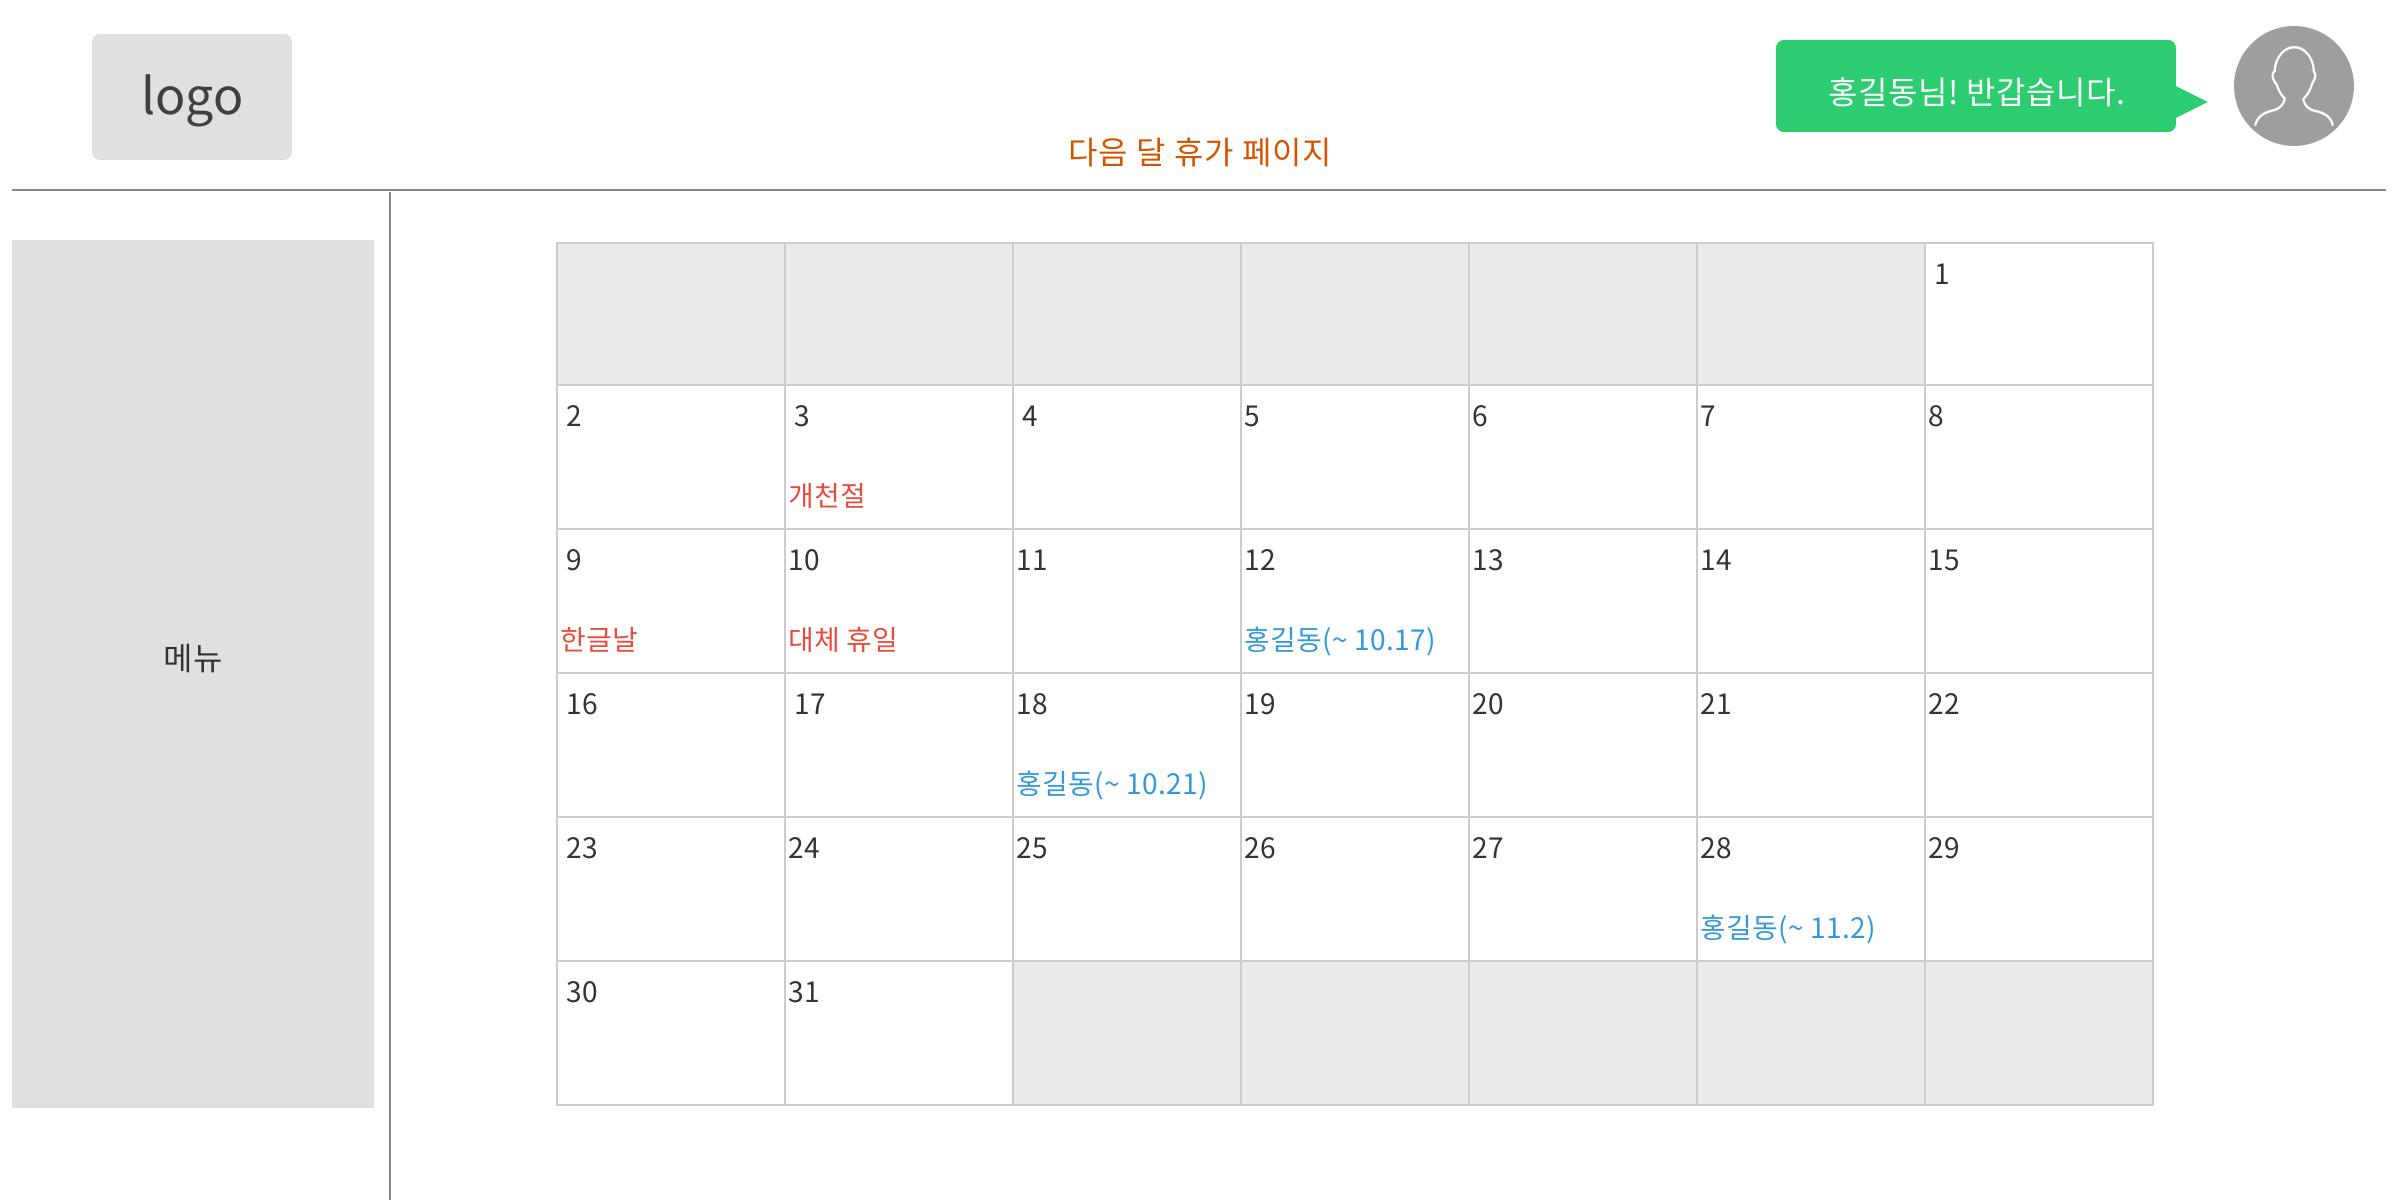 logo
홍길동님! 반갑습니다.
다음 달 휴가 페이지
메뉴
1
2 3 4 5 6 7 8
개천절
9 10 11 12 13 14 15
한글날 대체 휴일 홍길동(~ 10.17)
16 17 18 19 20 21 22
홍길동(~ 10.21)
23 24 25 26 27 28 29
홍길동(~ 11.2)
30 31